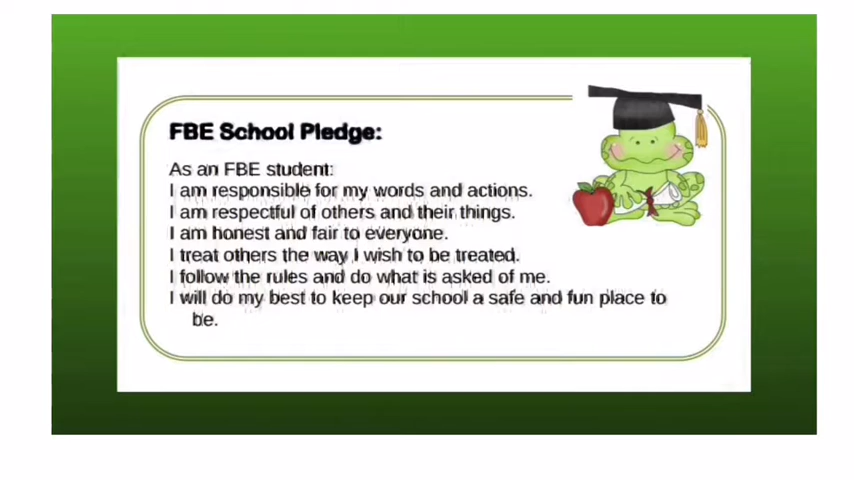 FBE School Pledge:
As an FBE student:
I am responsible for my words and actions.
I am respectful of others and their things.
I am honest and fair to everyone.
I treat others the way I wish to be treated.
I follow the rules and do what is asked of me.
I will do my best to keep our school a safe and fun place to
be.